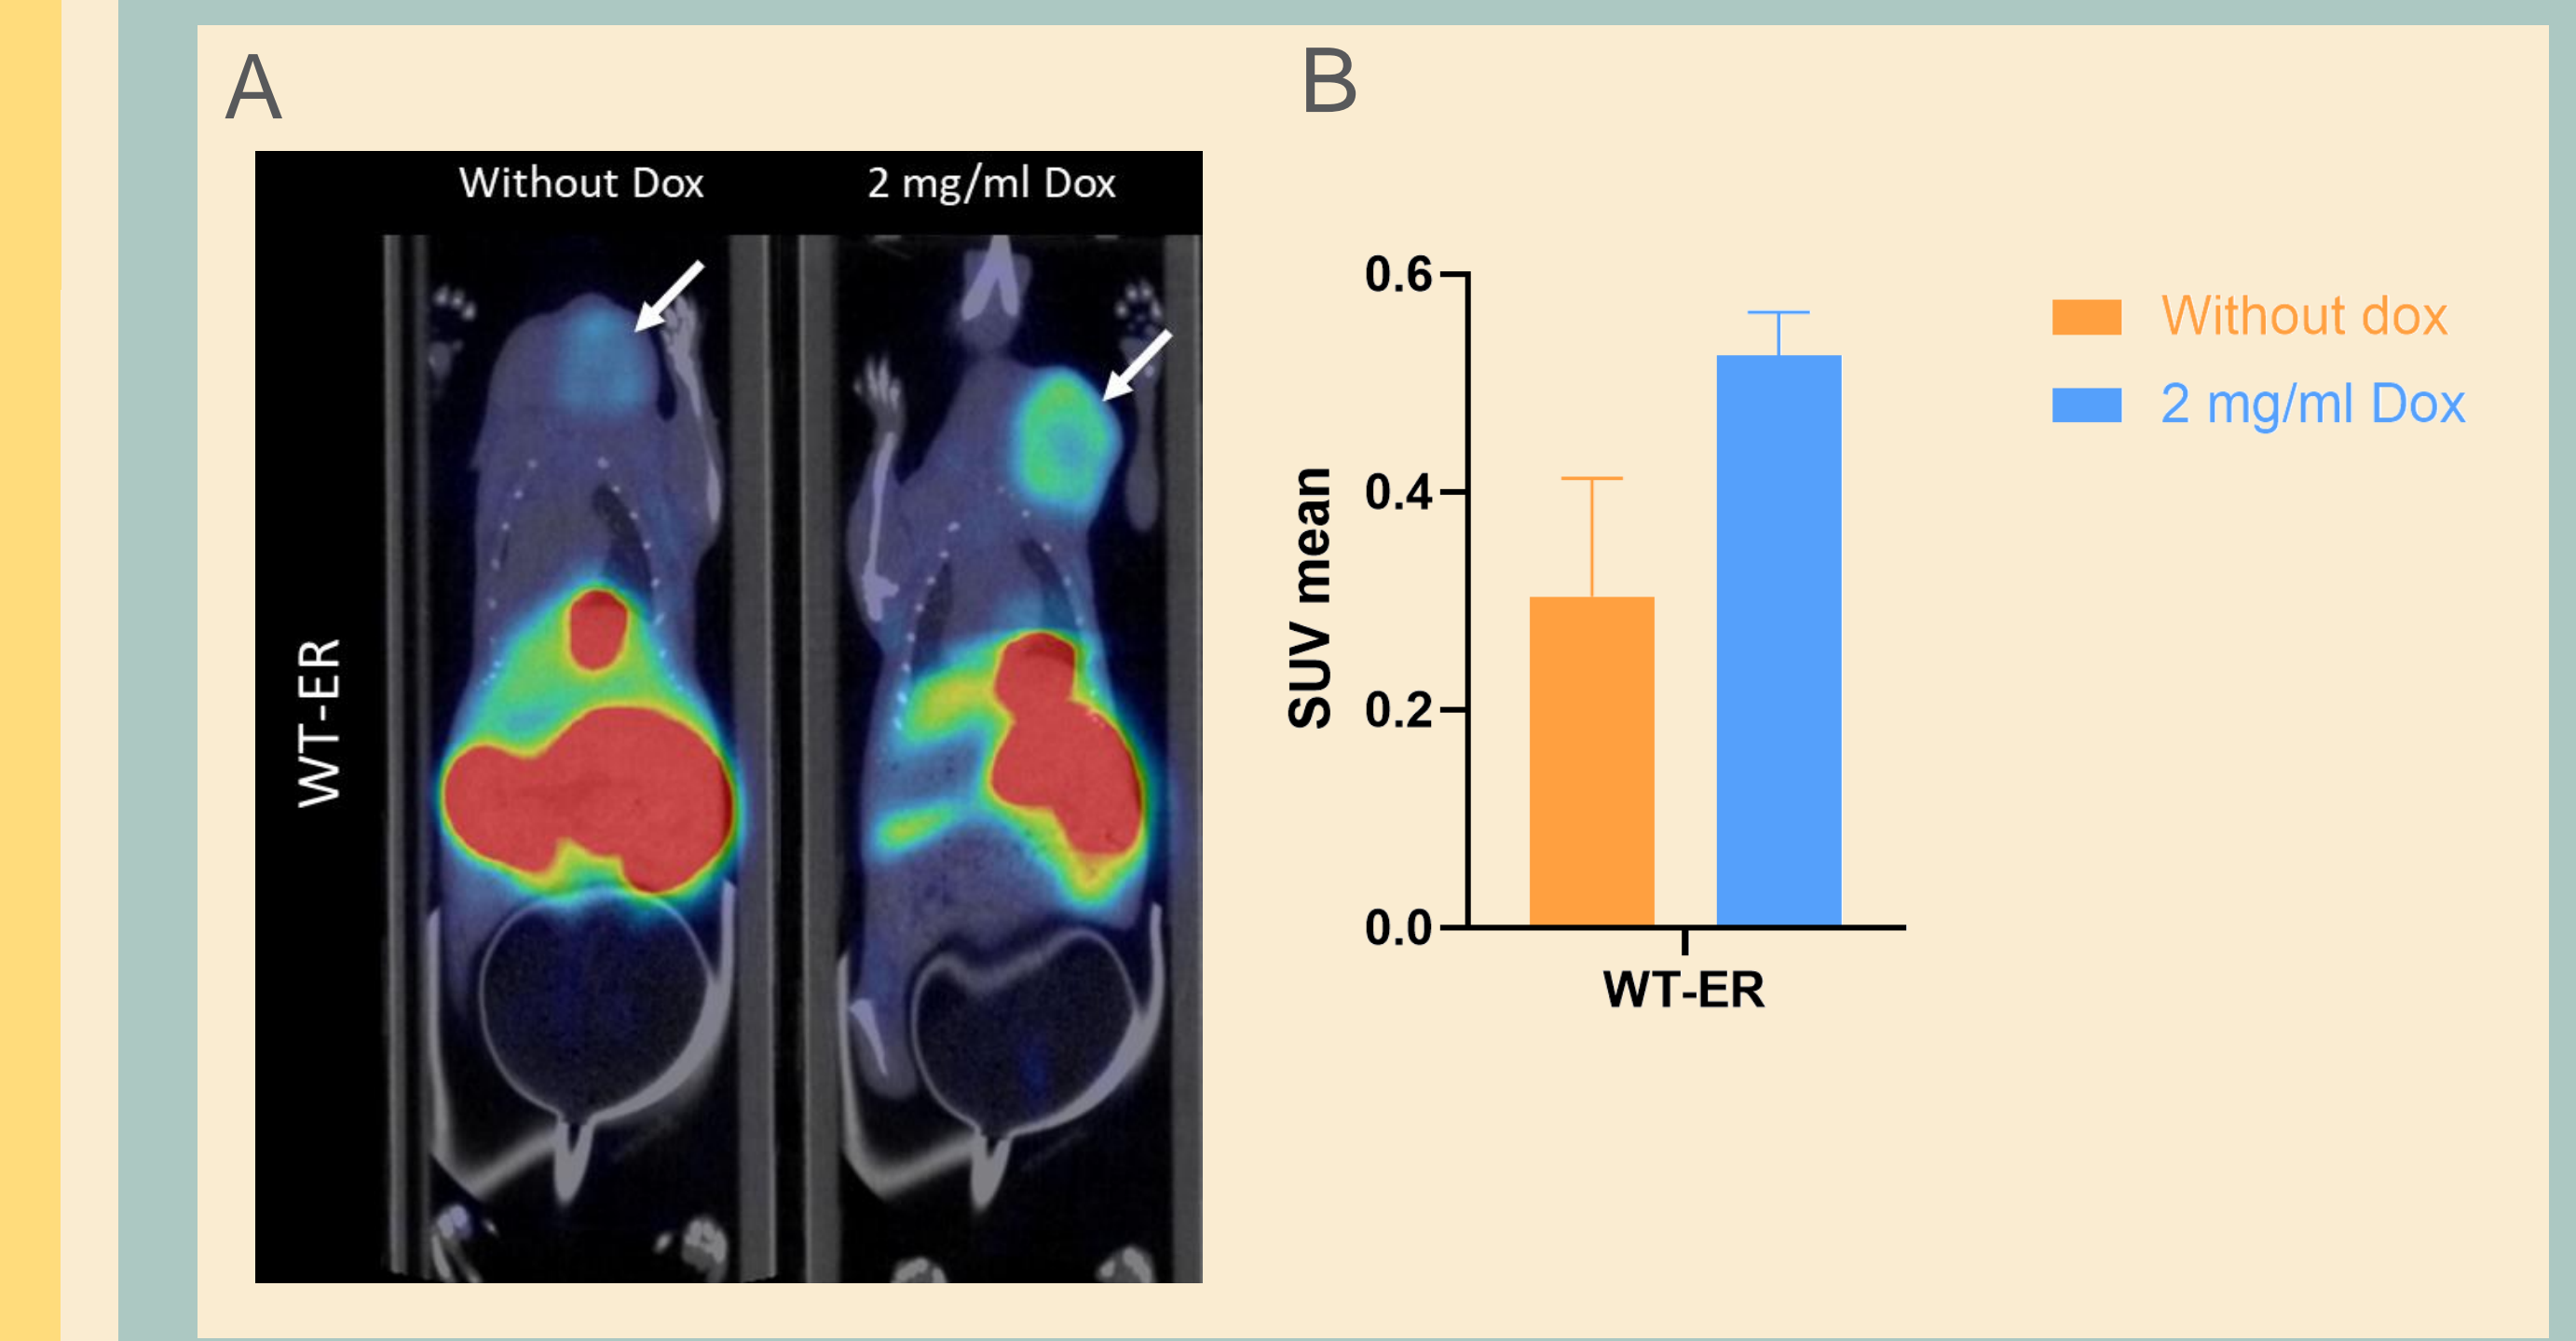 A
Without Dox
2 mg/ml Dox
WT-ER
B
SUV mean
0.6
0.4
0.2
0.0
WT-ER
Without dox
2 mg/ml Dox